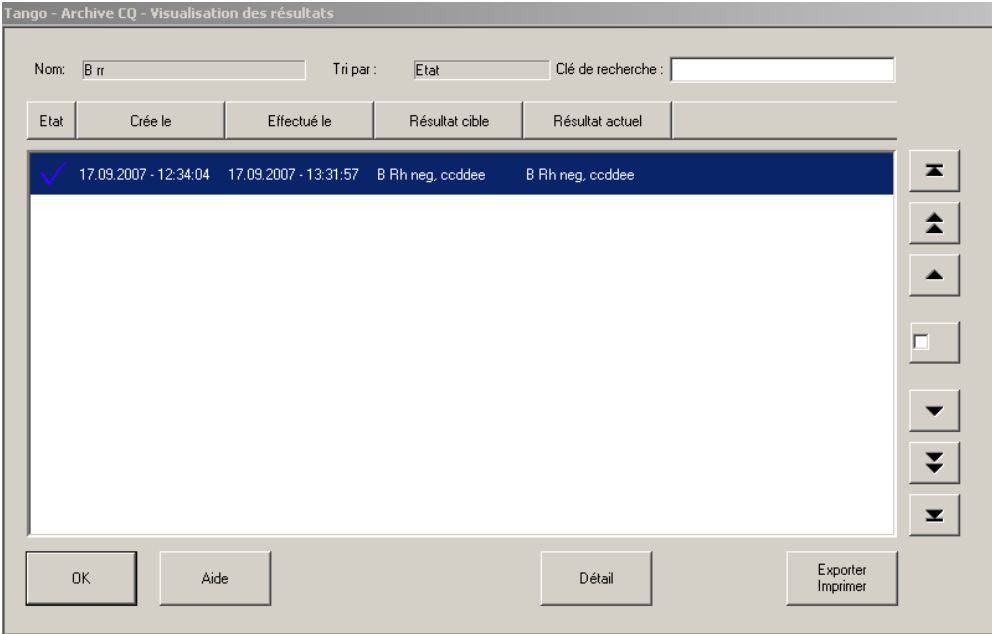 Tango - Archive CQ - Visualisation des résultats
Nom: B rr Tri par : Etat Clé de recherche :
Etat Crée le Effectué le Résultat cible Résultat actuel
17.09.2007 - 12:34:04 17.09.2007 - 13:31:57 B Rh neg, ccddee B Rh neg, ccddee
OK Aide Détail Exporter
Imprimer